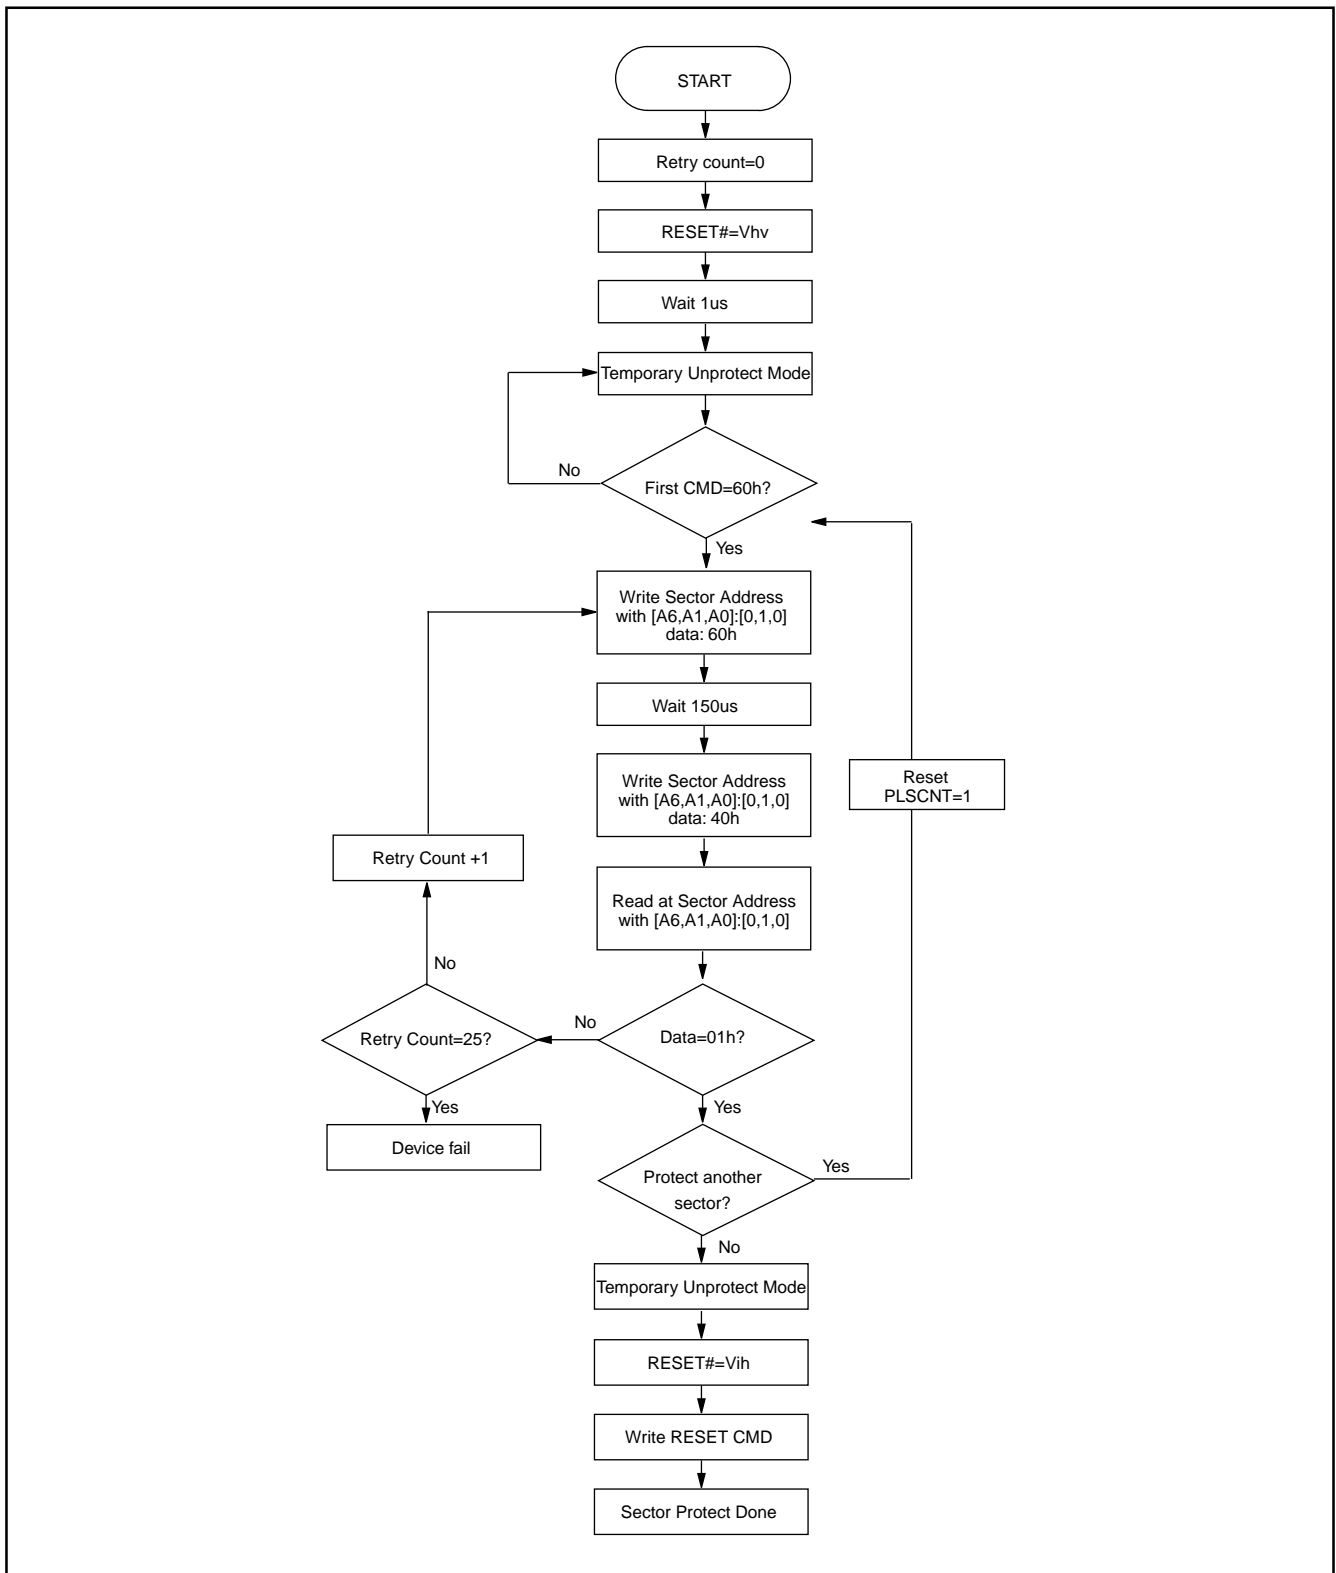 START
Retry count=0
RESET#=Vhv
Wait 1us
Temporary Unprotect Mode
No
First CMD=60h?
Yes
Write Sector Address
with [A6,A1,A0]:[0,1,0]
data: 60h
Wait 150us
Write Sector Address
with [A6,A1,A0]:[0,1,0]
data: 40h
Reset
PLSCNT=1
Retry Count +1
Read at Sector Address
with [A6,A1,A0]:[0,1,0]
No
Retry Count=25?
No
Data=01h?
Yes
Yes
Device fail
Protect another
sector?
Yes
No
Temporary Unprotect Mode
RESET#=Vih
Write RESET CMD
Sector Protect Done